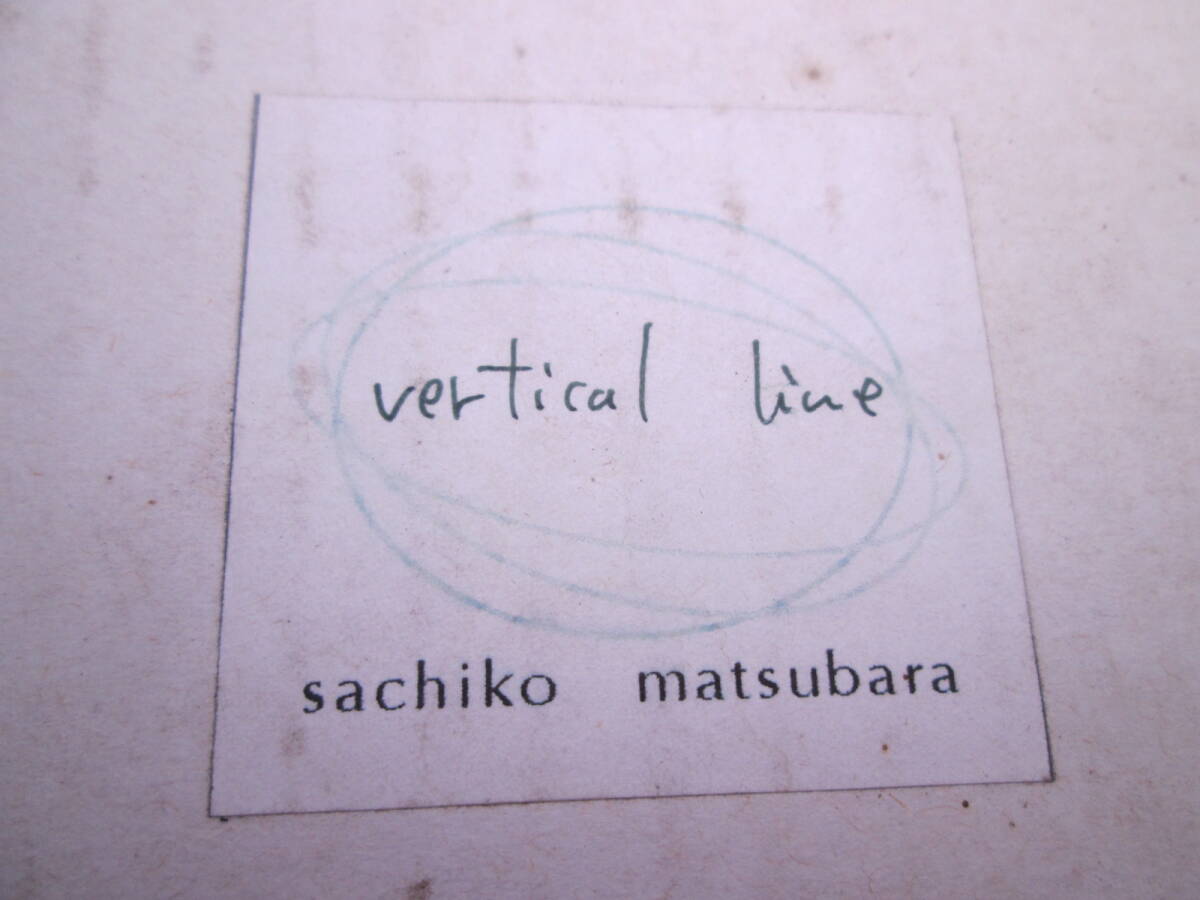 vertical line
sachiko matsubara